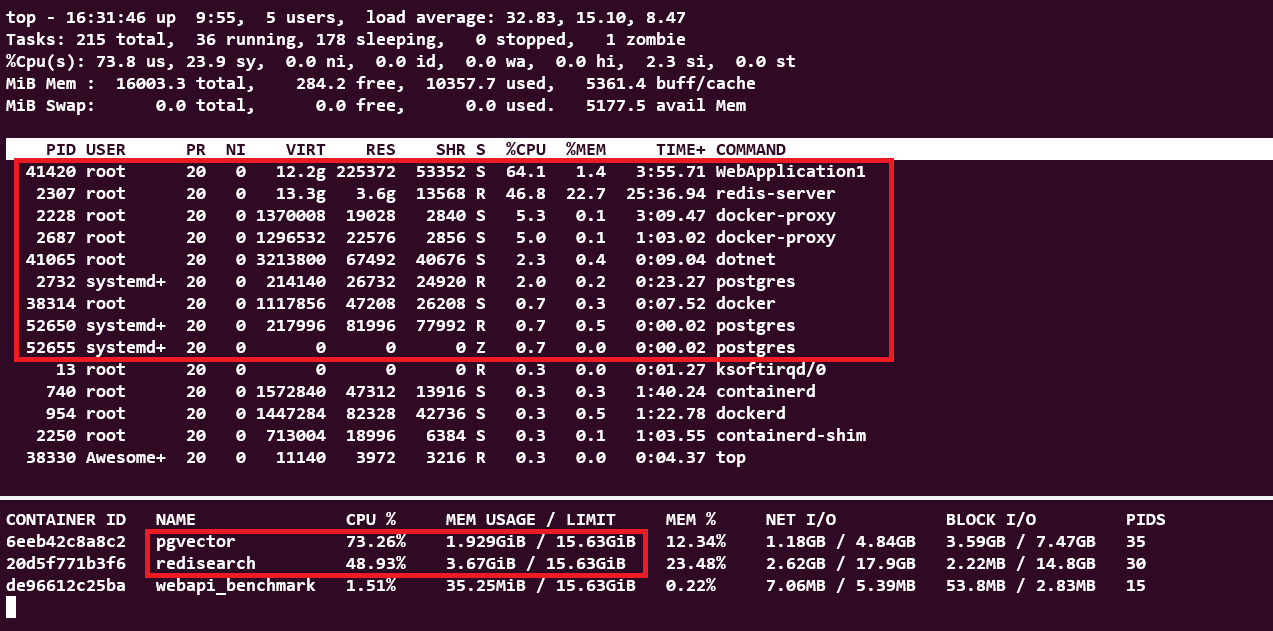 top - 16:31:46 up  9:55,  5 users,  load average: 32.83, 15.10, 8.47
Tasks: 215 total,  36 running, 178 sleeping,   0 stopped,   1 zombie
%Cpu(s): 73.8 us, 23.9 sy,  0.0 ni,  0.0 id,  0.0 wa,  0.0 hi,  2.3 si,  0.0 st
MiB Mem :  16003.3 total,    284.2 free,  10357.7 used,   5361.4 buff/cache
MiB Swap:      0.0 total,      0.0 free,      0.0 used.   5177.5 avail Mem
PID USER      PR  NI    VIRT    RES    SHR S  %CPU  %MEM     TIME+ COMMAND
41420 root      20   0   12.2g 225372  53352 S  64.1   1.4   3:55.71 WebApplication1
2307 root      20   0   13.3g   3.6g  13568 R  46.8  22.7  25:36.94 redis-server
2228 root      20   0 1370008  19028   2840 S   5.3   0.1   3:09.47 docker-proxy
2687 root      20   0 1296532  22576   2856 S   5.0   0.1   1:03.02 docker-proxy
41065 root      20   0 3213800  67492  40676 S   2.3   0.4   0:09.04 dotnet
2732 systemd+  20   0  214140  26732  24920 R   2.0   0.2   0:23.27 postgres
38314 root      20   0 1117856  47208  26208 S   0.7   0.3   0:07.52 docker
52650 systemd+  20   0  217996  81996  77992 R   0.7   0.5   0:00.02 postgres
52655 systemd+  20   0       0      0      0 Z   0.7   0.0   0:00.02 postgres
13 root      20   0       0      0      0 R   0.3   0.0   0:01.27 ksoftirqd/0
740 root      20   0 1572840  47312  13916 S   0.3   0.3   1:40.24 containerd
954 root      20   0 1447284  82328  42736 S   0.3   0.5   1:22.78 dockerd
2250 root      20   0  713004  18996   6384 S   0.3   0.1   1:03.55 containerd-shim
38330 Awesome+  20   0   11140   3972   3216 R   0.3   0.0   0:04.37 top
CONTAINER ID   NAME               CPU %     MEM USAGE / LIMIT     MEM %     NET I/O           BLOCK I/O         PIDS
6eeb42c8a8c2   pgvector           73.26%    1.929GiB / 15.63GiB   12.34%    1.18GB / 4.84GB   3.59GB / 7.47GB   35
20d5f771b3f6   redisearch         48.93%    3.67GiB / 15.63GiB    23.48%    2.62GB / 17.9GB   2.22MB / 14.8GB   30
de96612c25ba   webapi_benchmark   1.51%     35.25MiB / 15.63GiB   0.22%     7.06MB / 5.39MB   53.8MB / 2.83MB   15